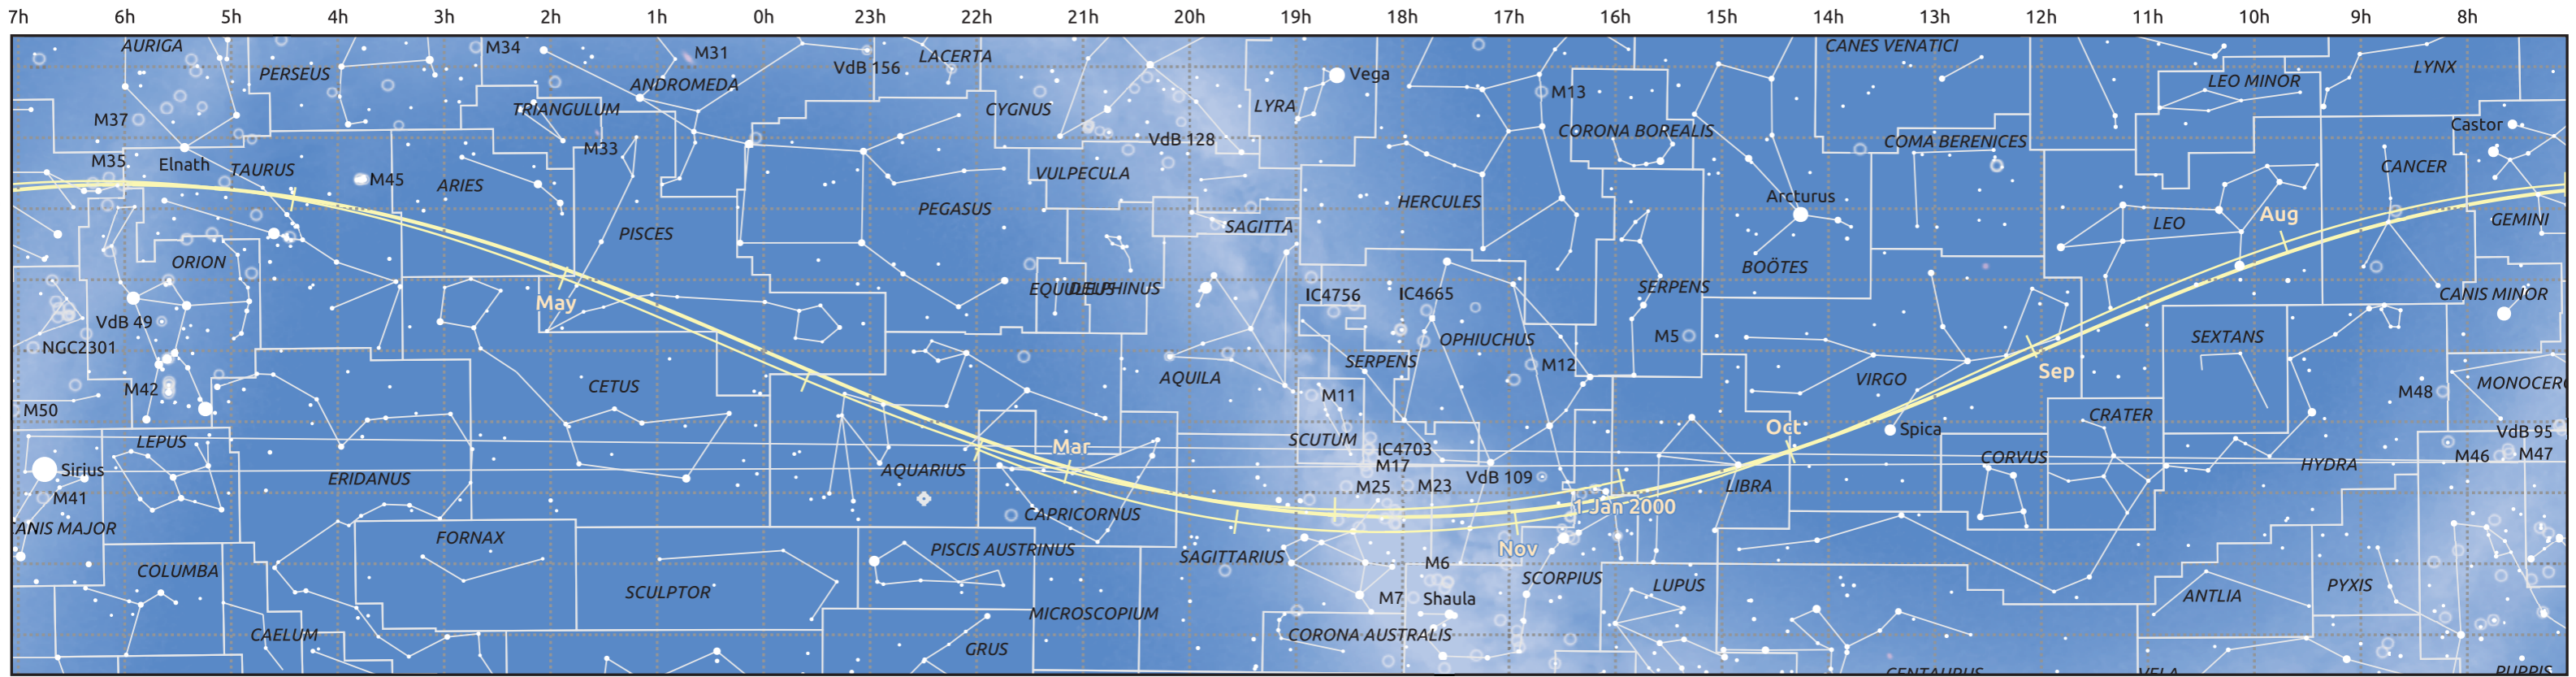 7h 6h 5h 4h 3h 2h 1h 0h 23h 22h 21h 20h 19h 18h 17h 16h 15h 14h 13h 12h 11h 10h 9h 8h
AURIGA M34 M31 LACERTA CANES VENATICI
PERSEUS ANDROMEDA VdB 156 Vega LEO MINOR LYNX
TRIANGULUM CYGNUS LYRA M13
M37 M33 VdB 128 CORONA BOREALIS COMA BERENICES Castor
M35 Elnath TAURUS M45 ARIES VULPECULA CANCER
PISCES PEGASUS SAGITTA HERCULES Arcturus LEO Aug GEMINI
ORION EQUULEUS DELPHINUS SERPENS BOÖTES
May IC4756 IC4665 CANIS MINOR
VdB 49 NGC2301 OPHIUCHUS M5 SEXTANS
M42 CETUS AQUILA SERPENS M12 VIRGO Sep M48 MONOCERO
M50 M11 CRATER
LEPUS Mar SCUTUM IC4703 Oct Spica VdB 95
Sirius ERIDANUS AQUARIUS M17 VdB 109 CORVUS HYDRA M46 M47
M41 M25 M23 LIBRA
CANIS MAJOR CAPRICORNUS 1 Jan 2000
FORNAX PISCIS AUSTRINUS SAGITTARIUS Nov
COLUMBA SCULPTOR M6 SCORPIUS LUPUS PYXIS
M7 Shaula ANTLIA
CAELUM MICROSCOPIUM CORONA AUSTRALIS
GRUS CENTAURUS VELA PUPPIS